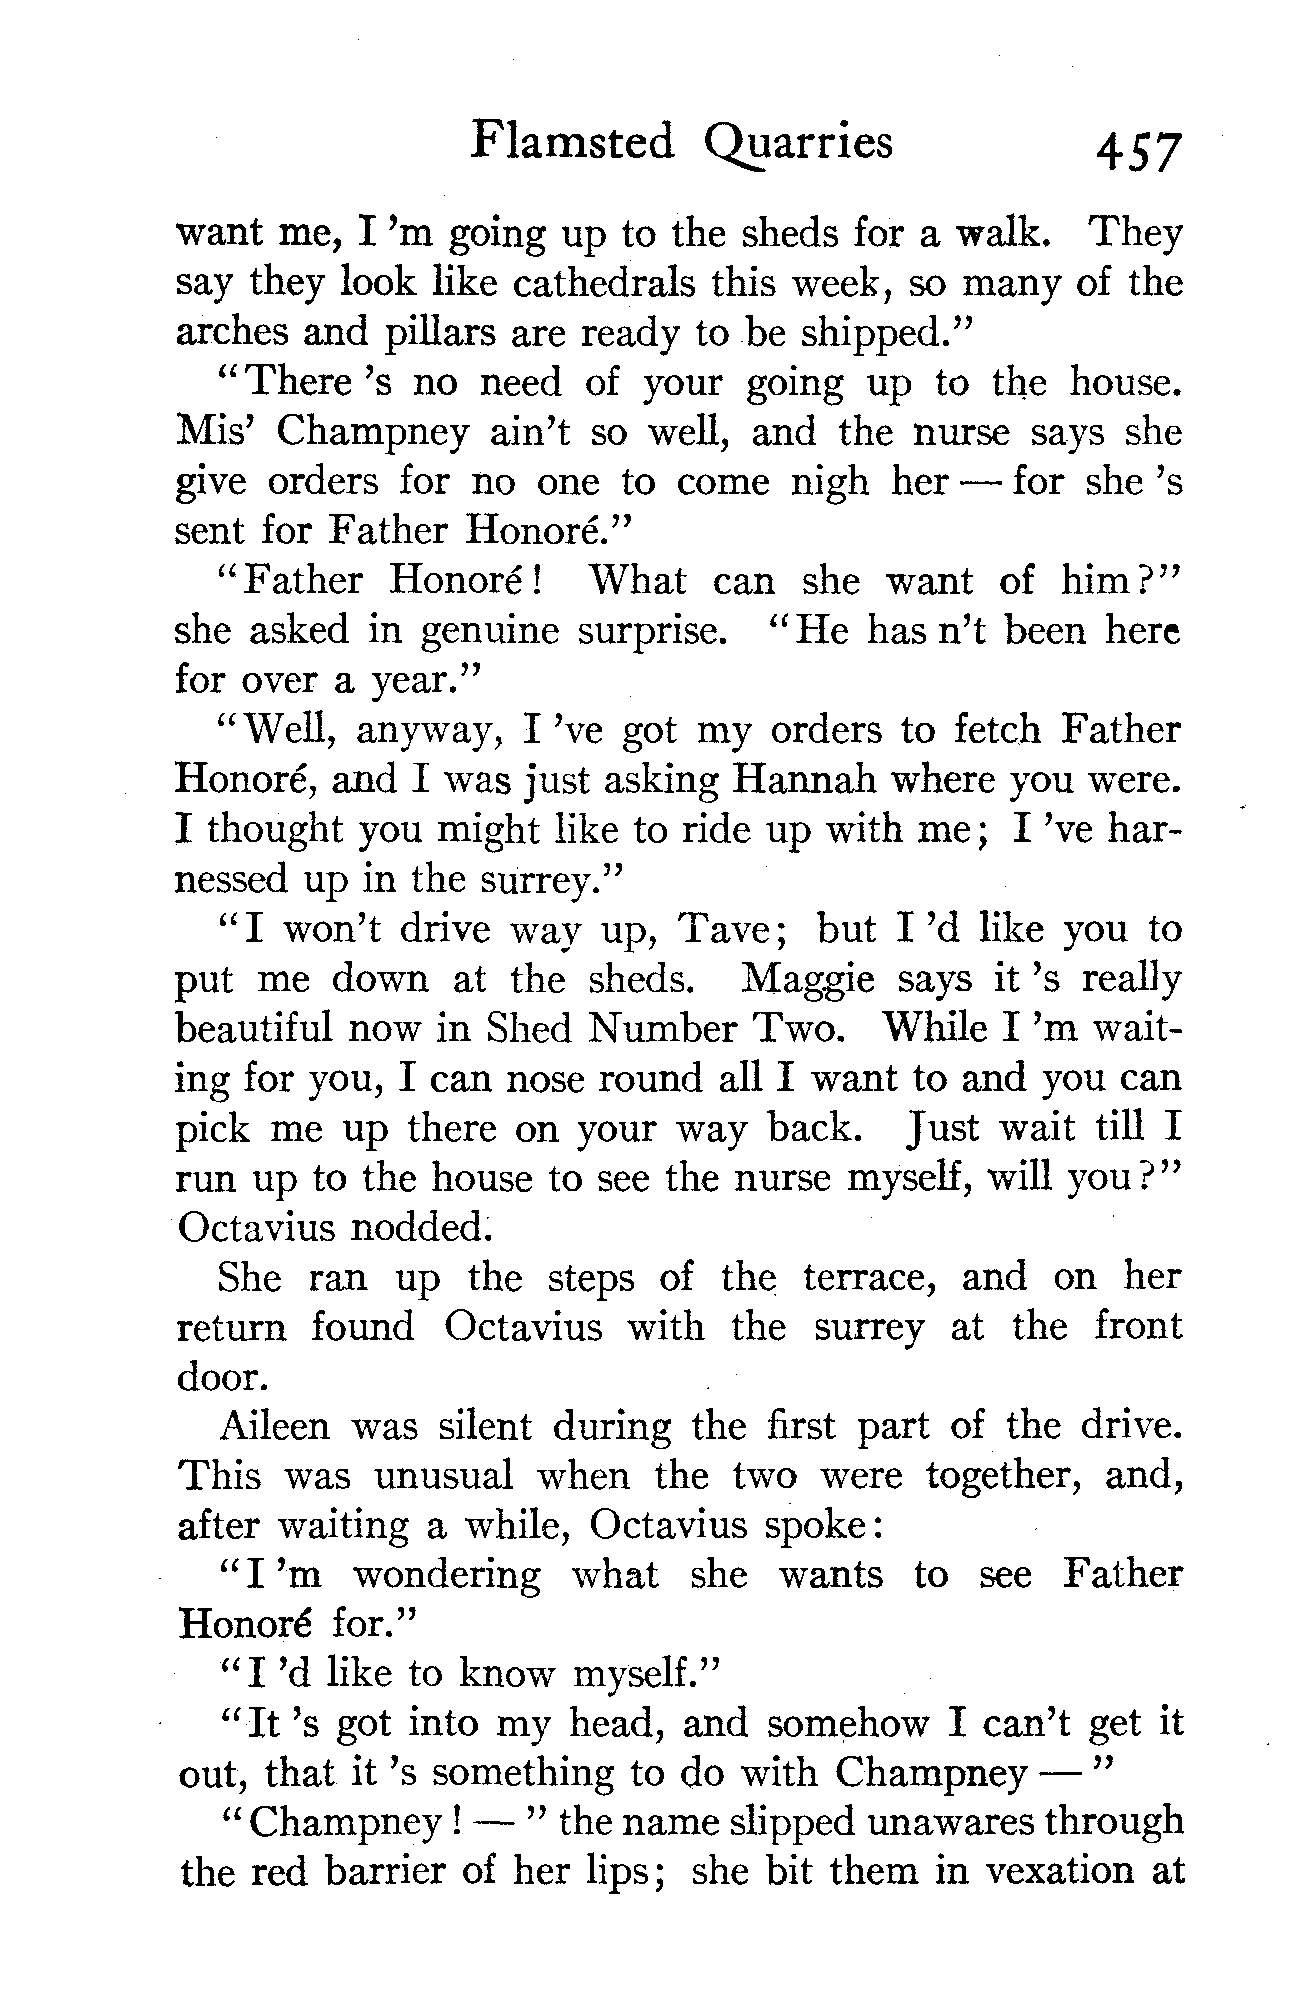 Flamsted Quarries 457
want me, I 'm going up to the sheds for a walk. They
say they look like cathedrals this week, so many of the
arches and pillars are ready to be shipped."
"There 's no need of your going up to the house.
Mis' Champney ain't so well, and the nurse says she
give orders for no one to come nigh her — for she 's
sent for Father Honoré."
"Father Honoré! What can she want of him?"
she asked in genuine surprise. "He has n't been here
for over a year."
"Well, anyway, I 've got my orders to fetch Father
Honoré, and I was just asking Hannah where you were.
I thought you might like to ride up with me; I 've har-
nessed up in the surrey."
"I won't drive way up, Tave; but I 'd like you to
put me down at the sheds. Maggie says it 's really
beautiful now in Shed Number Two. While I 'm wait-
ing for you, I can nose round all I want to and you can
pick me up there on your way back. Just wait till I
run up to the house to see the nurse myself, will you?"
Octavius nodded.
She ran up the steps of the terrace, and on her
return found Octavius with the surrey at the front
door.
Aileen was silent during the first part of the drive.
This was unusual when the two were together, and,
after waiting a while, Octavius spoke:
"I 'm wondering what she wants to see Father
Honoré for."
"I 'd like to know myself."
"It 's got into my head, and somehow I can't get it
out, that it 's something to do with Champney — "
"Champney! — " the name slipped unawares through
the red barrier of her lips; she bit them in vexation at